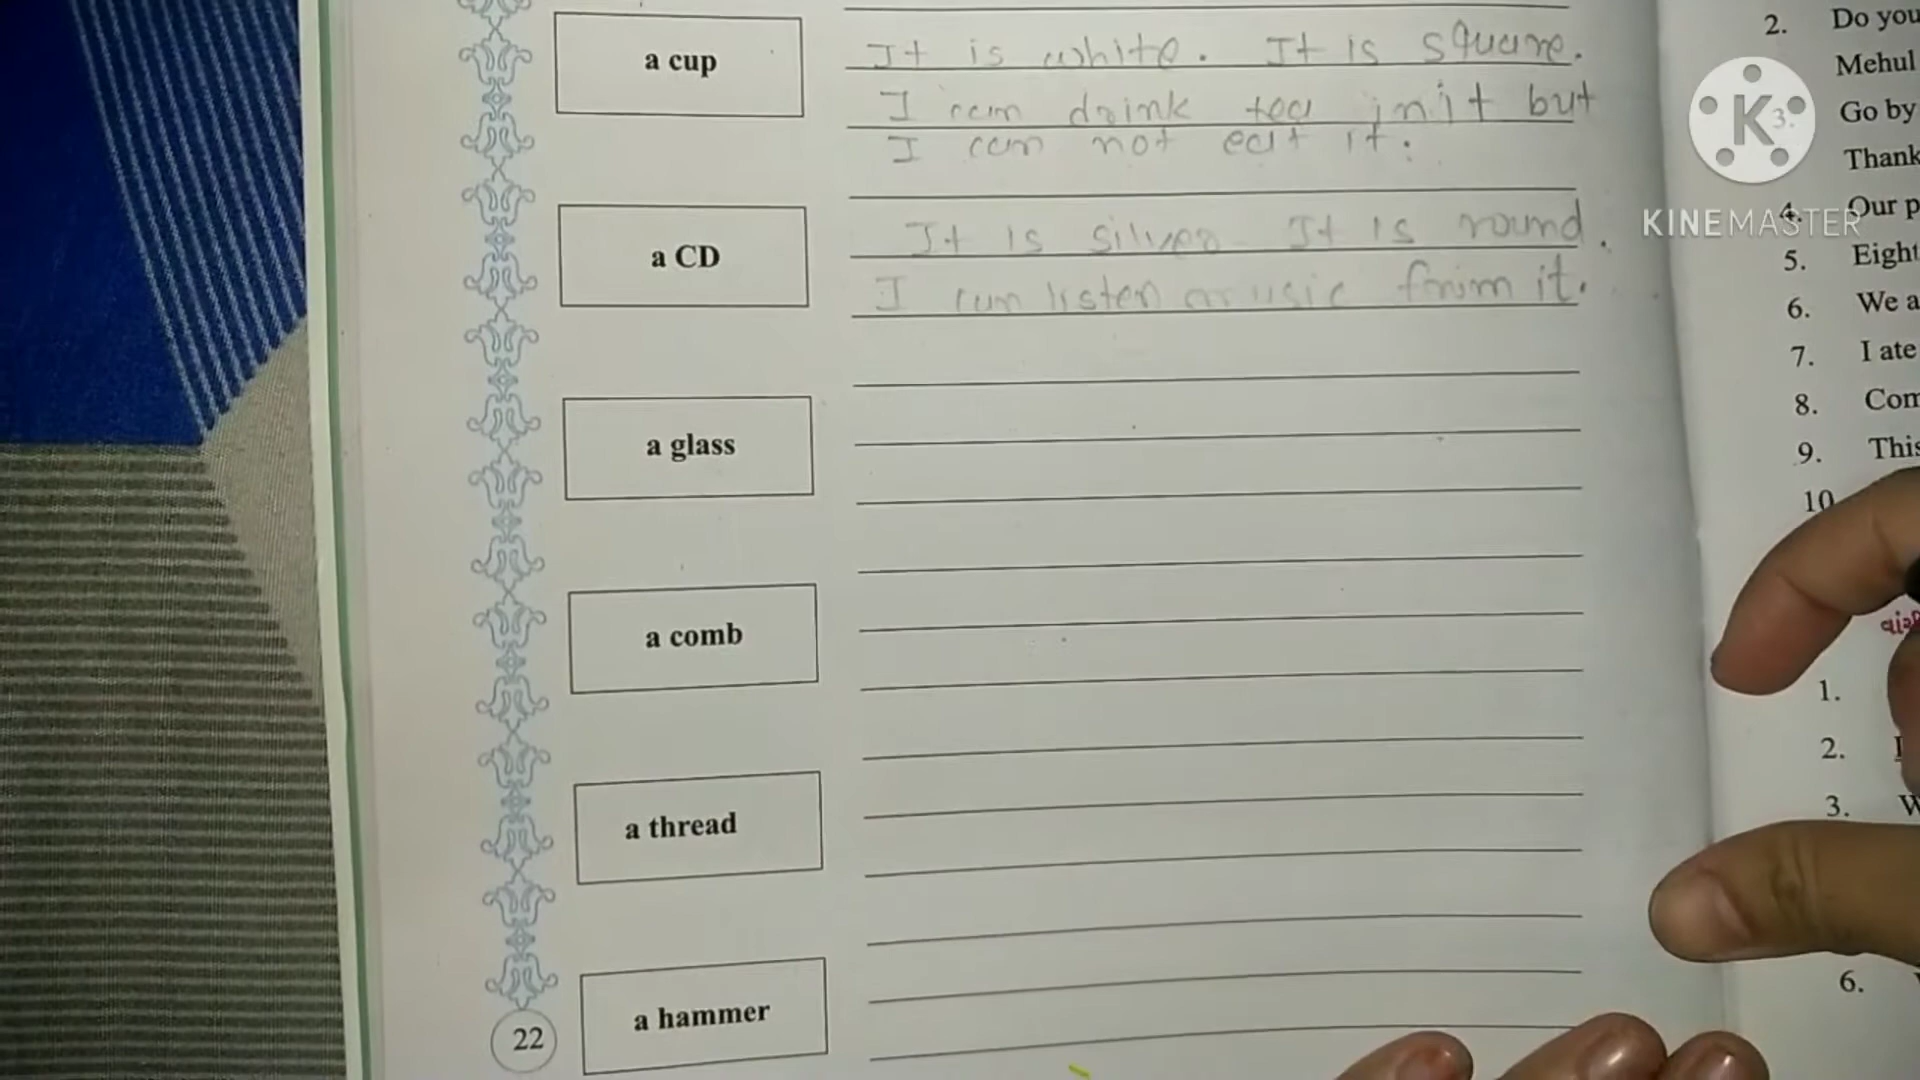 a cup
It is white. It is square.
I can drink tea in it but
I can not eat it.
a CD
It is silver It is round.
I can listen music from it.
a glass
a comb
a thread
a hammer
22
2. Do you
Mehul
3. Go by
Thank
4. Our p
5. Eight
6. We a
7. I ate
8. Com
9. This
10
1.
2. I
3. W
6.
K
KINEMASTER